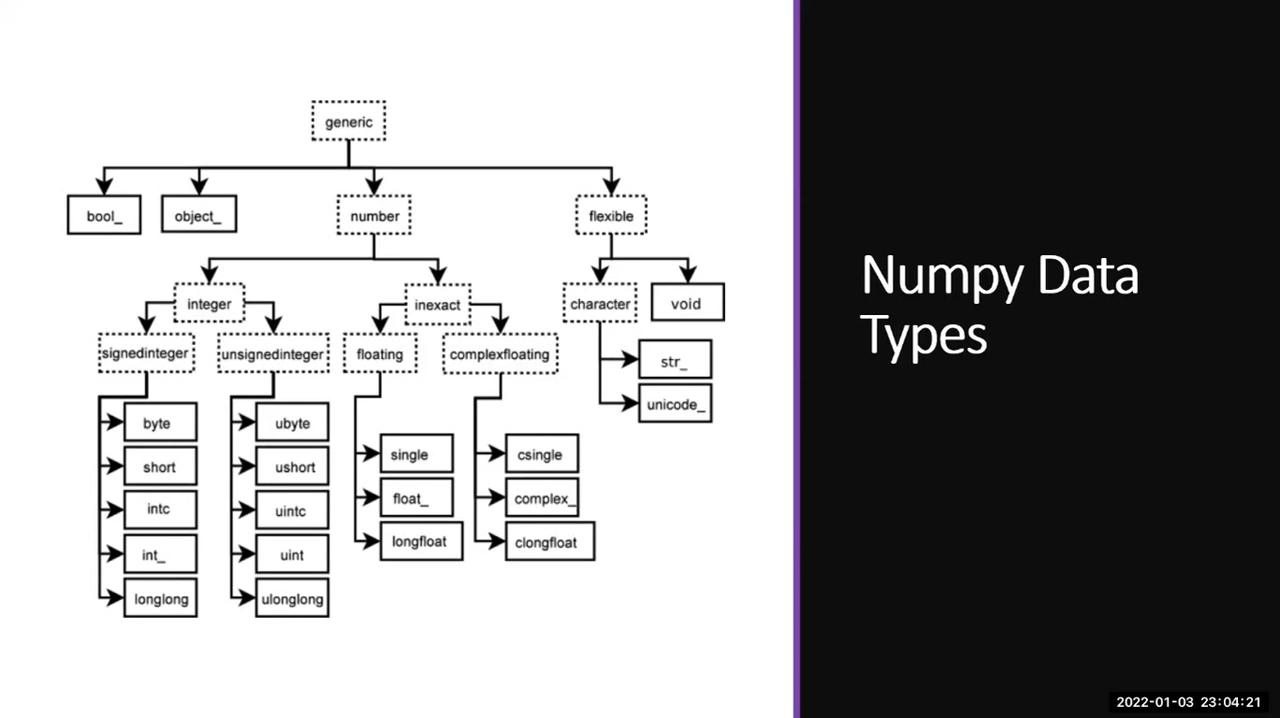 generic
bool_
object_
number
flexible
integer
inexact
character
void
signedinteger
unsignedinteger
floating
complexfloating
str_
unicode_
byte
ubyte
single
csingle
short
ushort
float_
complex_
intc
uintc
longfloat
clongfloat
int_
uint
longlong
ulonglong
Numpy Data
Types
2022-01-03 23:04:21